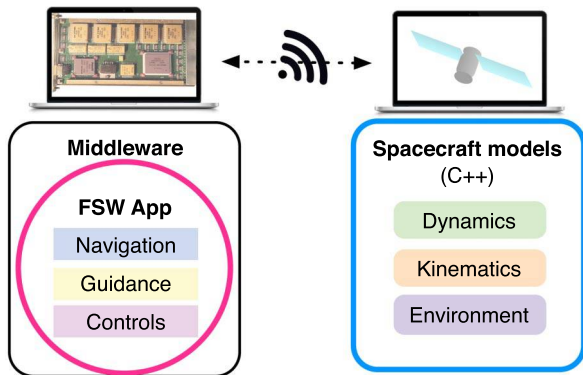 Middleware
FSW App
Navigation
Guidance
Controls
Spacecraft models
(C++)
Dynamics
Kinematics
Environment